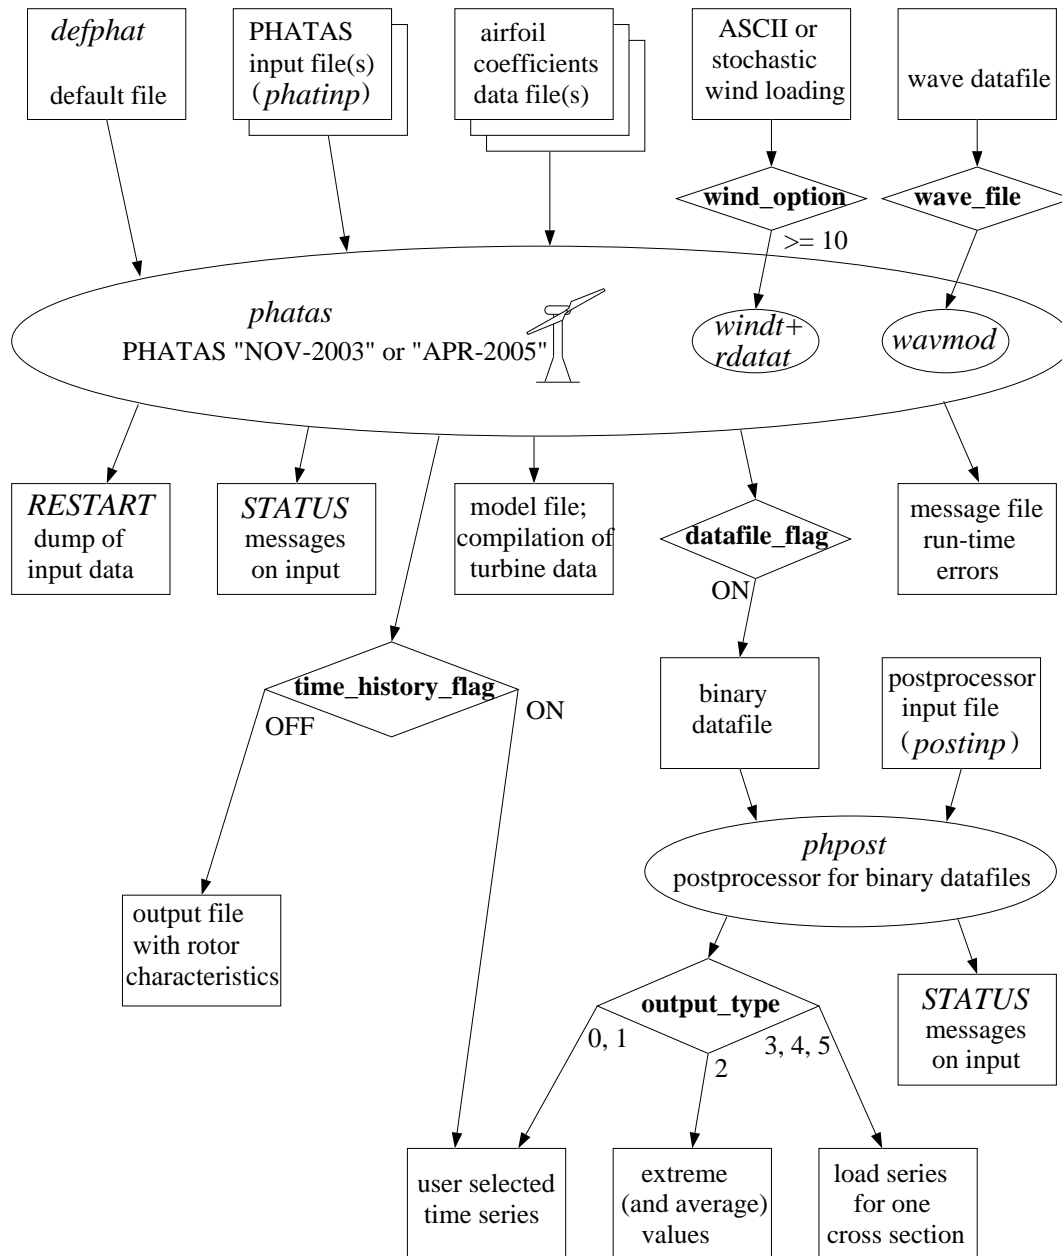 defphat
default file
PHATAS
input file(s)
(phatinp)
airfoil
coefficients
data file(s)
ASCII or
stochastic
wind loading
wave datafile
wind_option
>= 10
wave_file
phatas
PHATAS "NOV-2003" or "APR-2005"
windt+
rdatat
wavmod
RESTART
dump of
input data
STATUS
messages
on input
model file;
compilation of
turbine data
datafile_flag
ON
message file
run-time
errors
time_history_flag
OFF
ON
binary
datafile
postprocessor
input file
(postinp)
phpost
postprocessor for binary datafiles
output file
with rotor
characteristics
output_type
0, 1
2
3, 4, 5
STATUS
messages
on input
user selected
time series
extreme
(and average)
values
load series
for one
cross section